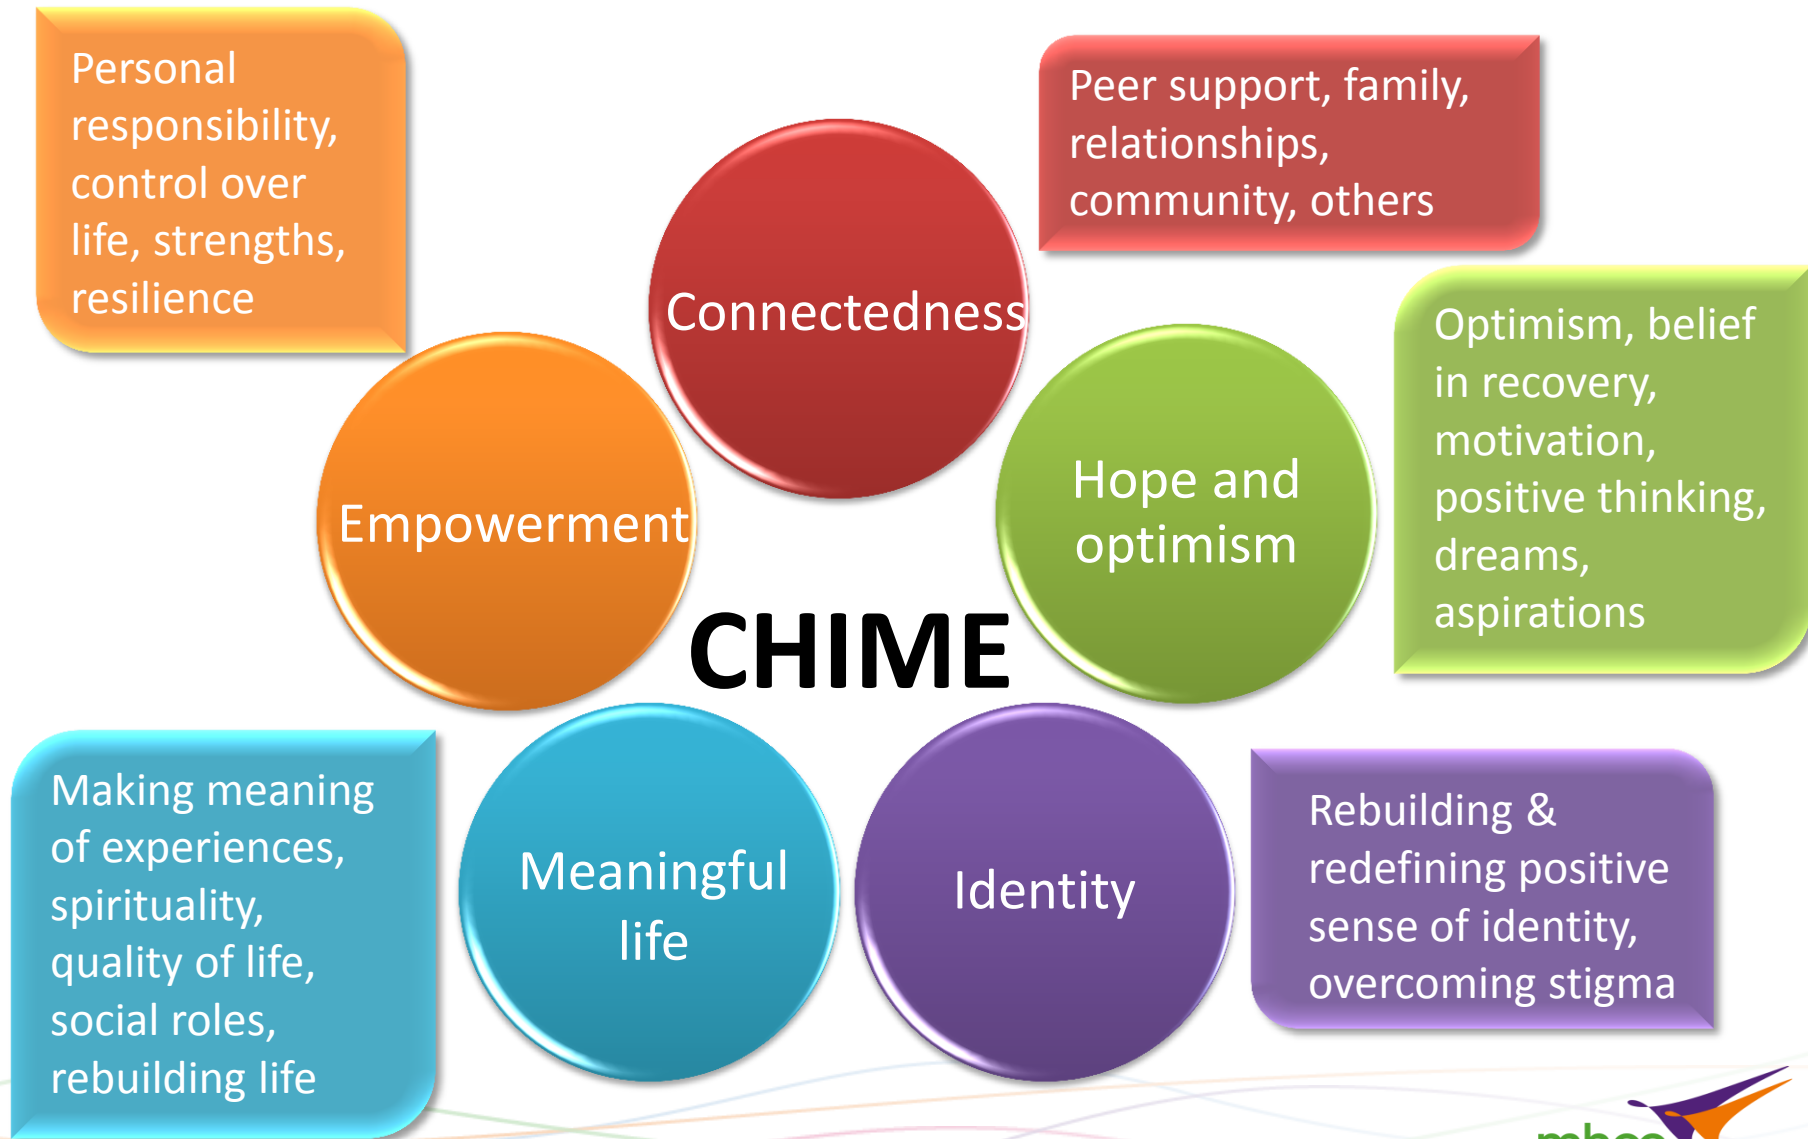 Personal
responsibility,
control over
life, strengths,
resilience
Peer support, family,
relationships,
community, others
Connectedness
Optimism, belief
in recovery,
motivation,
positive thinking,
dreams,
aspirations
Hope and
optimism
Empowerment
CHIME
Making meaning
of experiences,
spirituality,
quality of life,
social roles,
rebuilding life
Meaningful
life
Identity
Rebuilding &
redefining positive
sense of identity,
overcoming stigma